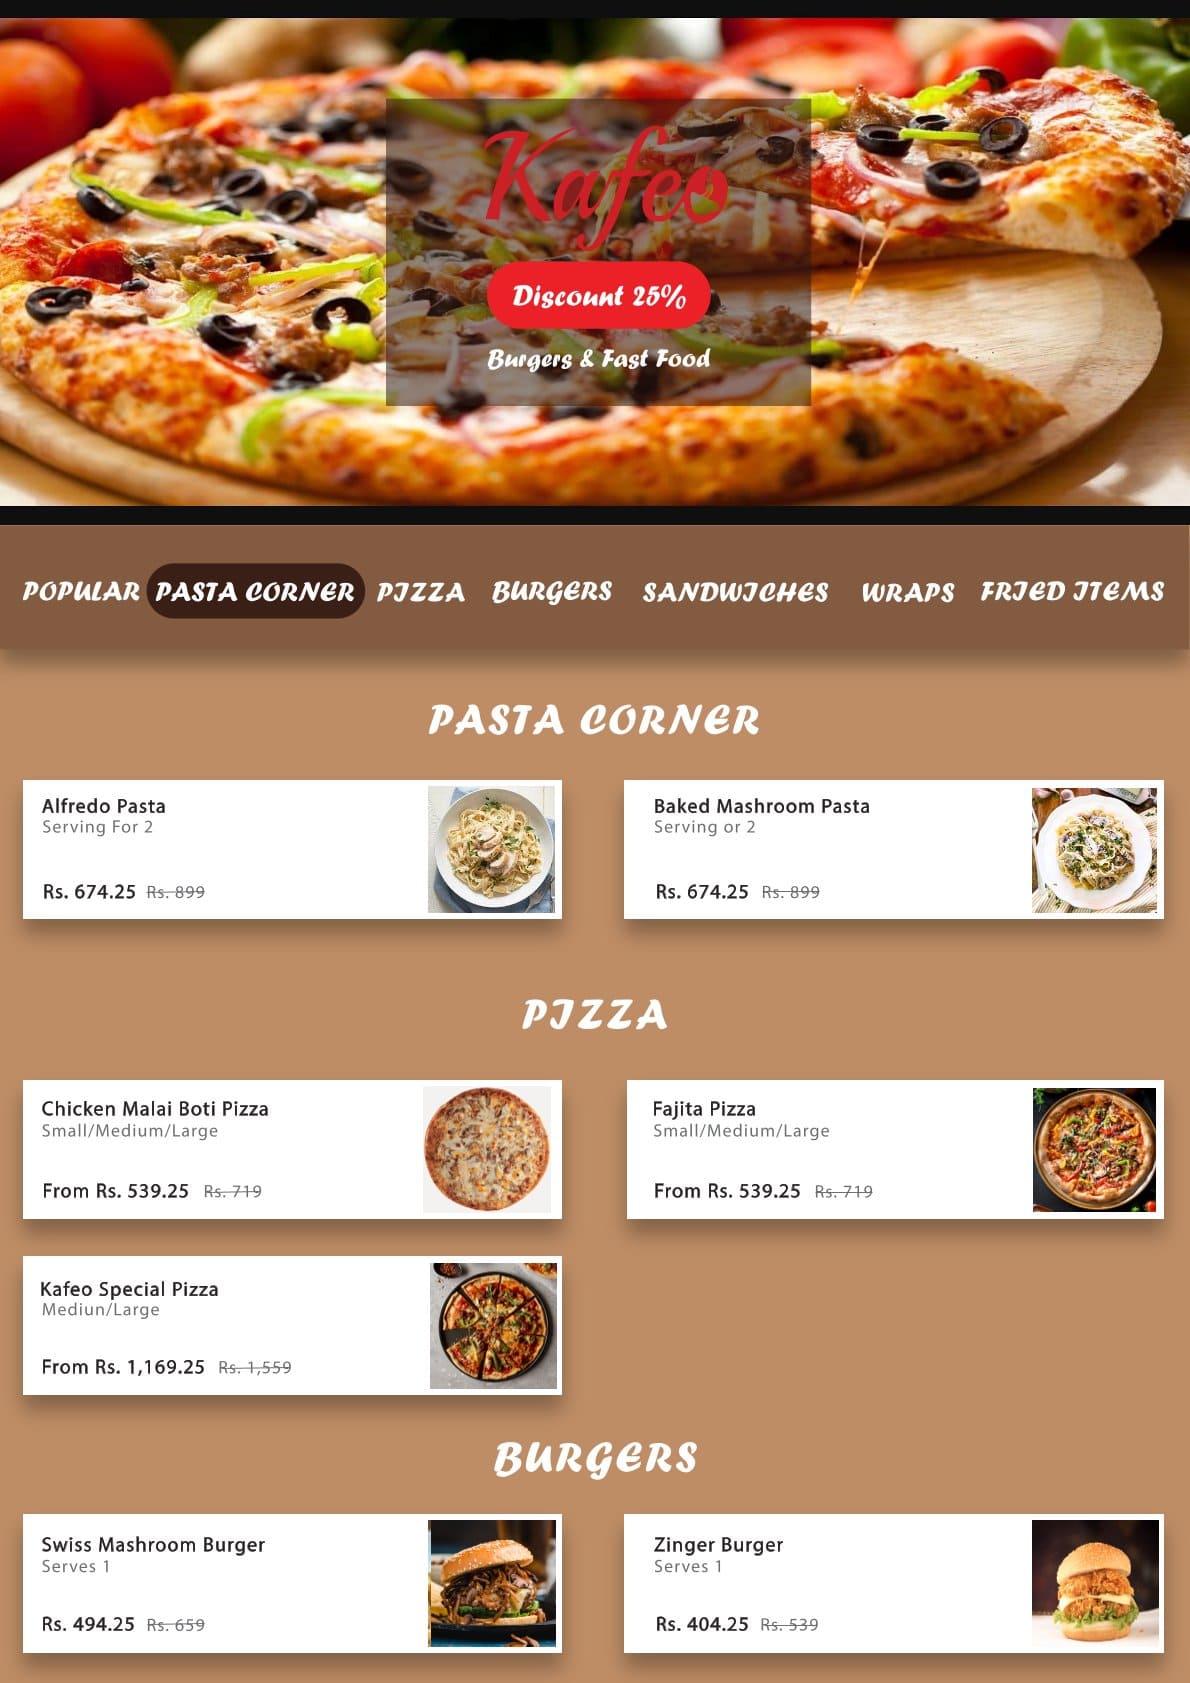 Kafeo
Discount 25%
Burgers & Fast Food
POPULAR PASTA CORNER PIZZA BURGERS SANDWICHES WRAPS FRIED ITEMS
PASTA CORNER
Alfredo Pasta
Serving For 2
Rs. 674.25 Rs. 899
Baked Mashroom Pasta
Serving or 2
Rs. 674.25 Rs. 899
PIZZA
Chicken Malai Boti Pizza
Small/Medium/Large
From Rs. 539.25 Rs. 719
Fajita Pizza
Small/Medium/Large
From Rs. 539.25 Rs. 719
Kafeo Special Pizza
Mediun/Large
From Rs. 1,169.25 Rs. 1,559
BURGERS
Swiss Mashroom Burger
Serves 1
Rs. 494.25 Rs. 659
Zinger Burger
Serves 1
Rs. 404.25 Rs. 539